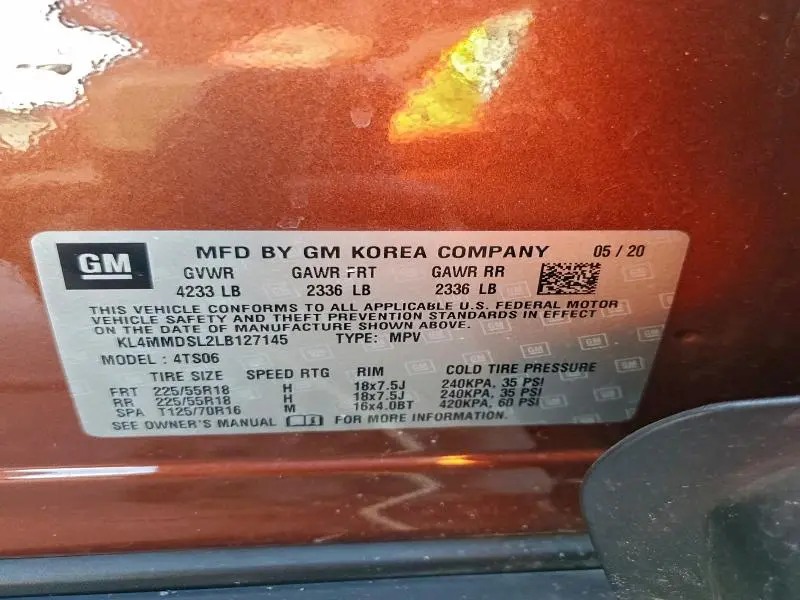 GM MFD BY GM KOREA COMPANY 05 / 20
GVWR GAWR FRT GAWR RR
4233 LB 2336 LB 2336 LB
THIS VEHICLE CONFORMS TO ALL APPLICABLE U.S. FEDERAL MOTOR
VEHICLE SAFETY AND THEFT PREVENTION STANDARDS IN EFFECT
ON THE DATE OF MANUFACTURE SHOWN ABOVE.
KL4MMDSL2LB127145 TYPE: MPV
MODEL : 4TS06
TIRE SIZE SPEED RTG RIM COLD TIRE PRESSURE
FRT 225/55R18 H 18x7.5J 240KPA, 35 PSI
RR 225/55R18 H 18x7.5J 240KPA, 35 PSI
SPA T125/70R16 M 16x4.0BT 420KPA, 60 PSI
SEE OWNER'S MANUAL FOR MORE INFORMATION.